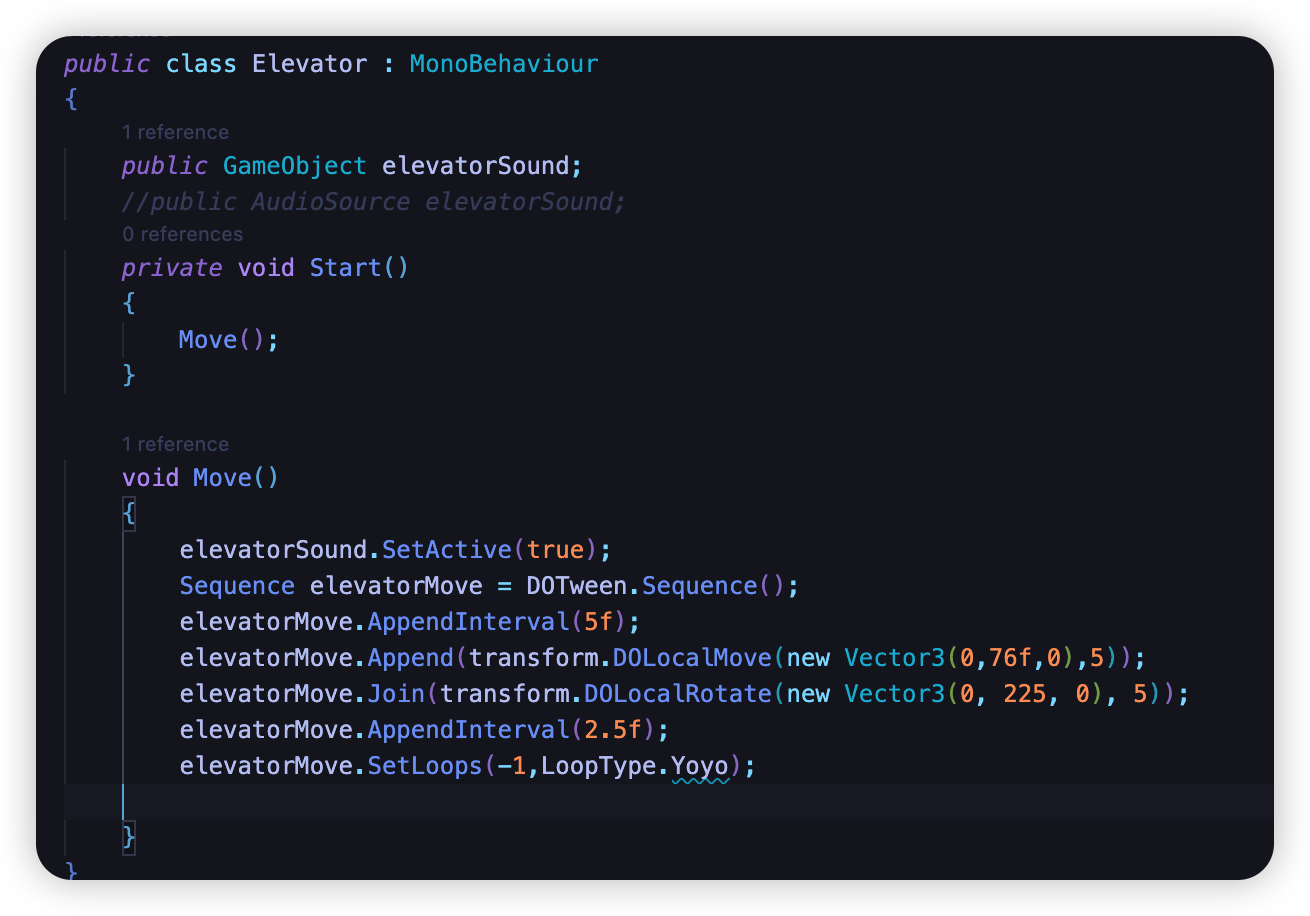 public class Elevator : MonoBehaviour
{
1 reference
public GameObject elevatorSound;
//public AudioSource elevatorSound;
0 references
private void Start()
{
Move();
}
1 reference
void Move()
{
elevatorSound.SetActive(true);
Sequence elevatorMove = DOTween.Sequence();
elevatorMove.AppendInterval(5f);
elevatorMove.Append(transform.DOLocalMove(new Vector3(0,76f,0),5));
elevatorMove.Join(transform.DOLocalRotate(new Vector3(0, 225, 0), 5));
elevatorMove.AppendInterval(2.5f);
elevatorMove.SetLoops(-1,LoopType.Yoyo);
}
}